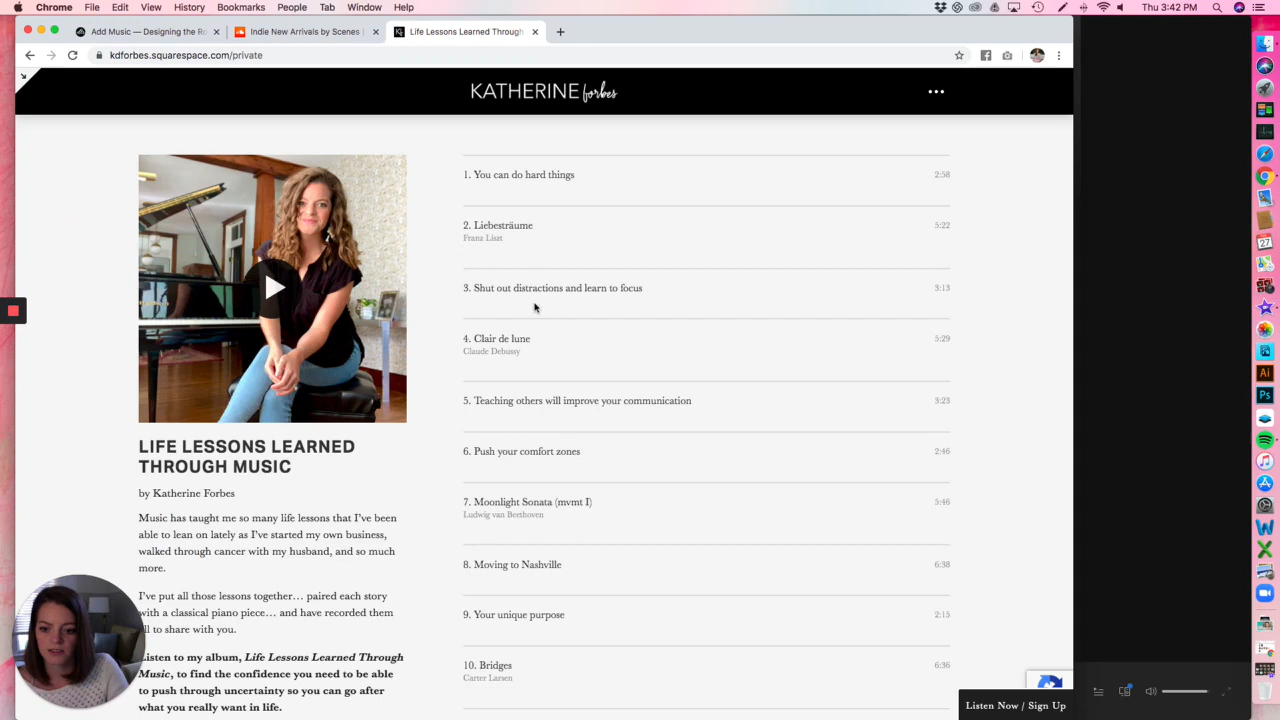 Chrome File Edit View History Bookmarks People Tab Window Help
Thu 3:42 PM
Add Music — Designing the Ro
Indie New Arrivals by Scenes |
Life Lessons Learned Through
kdforbes.squarespace.com/private
KATHERINE forbes
1. You can do hard things 2:58
2. Liebesträume 5:22
Franz Liszt
3. Shut out distractions and learn to focus 3:13
4. Clair de lune 5:29
Claude Debussy
5. Teaching others will improve your communication 3:23
6. Push your comfort zones 2:46
7. Moonlight Sonata (mvmt I) 5:46
Ludwig van Beethoven
8. Moving to Nashville 6:38
9. Your unique purpose 2:15
10. Bridges 6:36
Carter Larsen
LIFE LESSONS LEARNED
THROUGH MUSIC
by Katherine Forbes
Music has taught me so many life lessons that I've been
able to lean on lately as I've started my own business,
walked through cancer with my husband, and so much
more.
I've put all those lessons together… paired each story
with a classical piano piece… and have recorded them
ll to share with you.
Listen to my album, Life Lessons Learned Through
Music, to find the confidence you need to be able
to push through uncertainty so you can go after
what you really want in life.
Listen Now / Sign Up
27
Ai
Ps